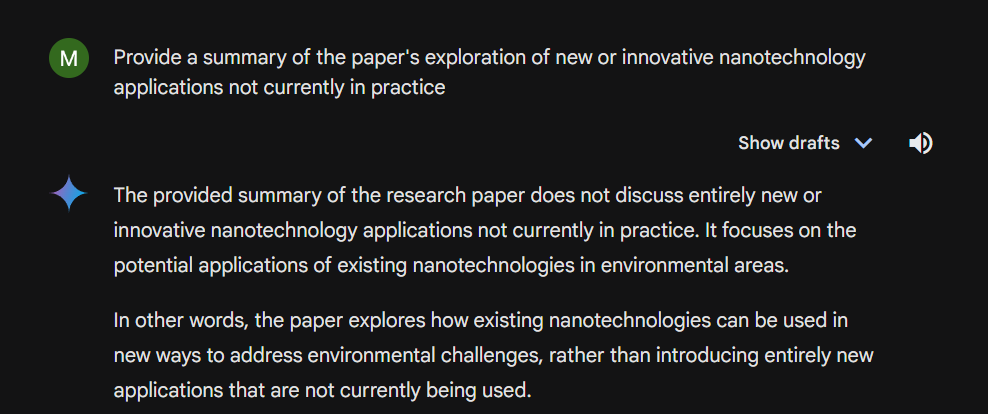 M
Provide a summary of the paper's exploration of new or innovative nanotechnology
applications not currently in practice
Show drafts
The provided summary of the research paper does not discuss entirely new or
innovative nanotechnology applications not currently in practice. It focuses on the
potential applications of existing nanotechnologies in environmental areas.
In other words, the paper explores how existing nanotechnologies can be used in
new ways to address environmental challenges, rather than introducing entirely new
applications that are not currently being used.